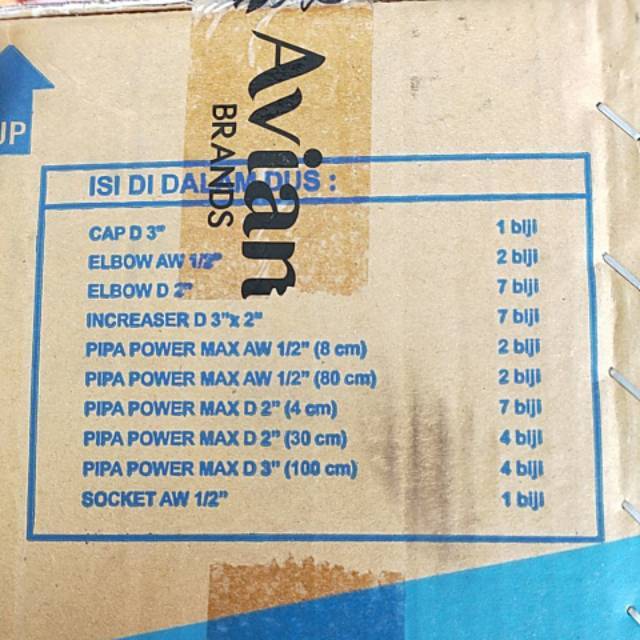 UP
Avian
BRANDS
ISI DI DALAM DUS :
CAP D 3" 1 biji
ELBOW AW 1/2" 2 biji
ELBOW D 2" 7 biji
INCREASER D 3"x 2" 7 biji
PIPA POWER MAX AW 1/2" (8 cm) 2 biji
PIPA POWER MAX AW 1/2" (80 cm) 2 biji
PIPA POWER MAX D 2" (4 cm) 7 biji
PIPA POWER MAX D 2" (30 cm) 4 biji
PIPA POWER MAX D 3" (100 cm) 4 biji
SOCKET AW 1/2" 1 biji